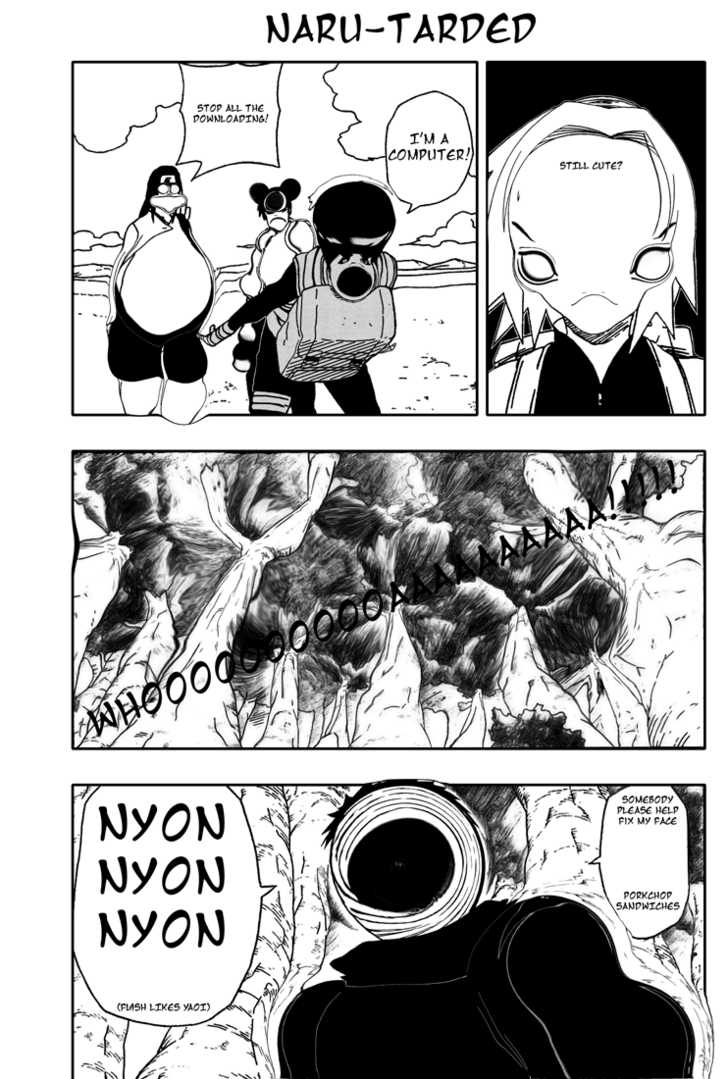 NARU-TARDED
STOP ALL THE
DOWNLOADING!
I'M A
COMPUTER!
STILL CUTE?
WHOOOOOOOOOOAAAAAAAAAA!!!!!
NYON
NYON
NYON
(FLASH LIKES YAOI)
SOMEBODY
PLEASE HELP
FIX MY FACE
PORKCHOP
SANDWICHES